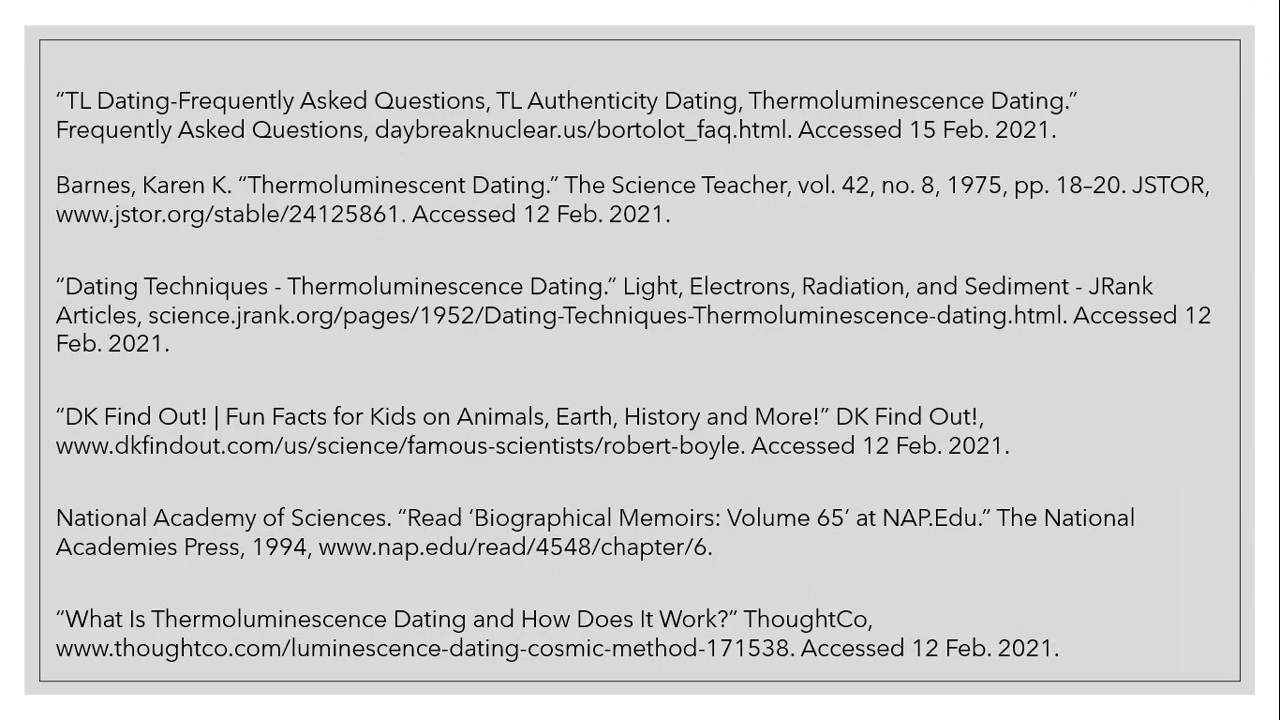 “TL Dating-Frequently Asked Questions, TL Authenticity Dating, Thermoluminescence Dating.”
Frequently Asked Questions, daybreaknuclear.us/bortolot_faq.html. Accessed 15 Feb. 2021.
Barnes, Karen K. “Thermoluminescent Dating.” The Science Teacher, vol. 42, no. 8, 1975, pp. 18–20. JSTOR,
www.jstor.org/stable/24125861. Accessed 12 Feb. 2021.
“Dating Techniques - Thermoluminescence Dating.” Light, Electrons, Radiation, and Sediment - JRank
Articles, science.jrank.org/pages/1952/Dating-Techniques-Thermoluminescence-dating.html. Accessed 12
Feb. 2021.
“DK Find Out! | Fun Facts for Kids on Animals, Earth, History and More!” DK Find Out!,
www.dkfindout.com/us/science/famous-scientists/robert-boyle. Accessed 12 Feb. 2021.
National Academy of Sciences. “Read ‘Biographical Memoirs: Volume 65’ at NAP.Edu.” The National
Academies Press, 1994, www.nap.edu/read/4548/chapter/6.
“What Is Thermoluminescence Dating and How Does It Work?” ThoughtCo,
www.thoughtco.com/luminescence-dating-cosmic-method-171538. Accessed 12 Feb. 2021.